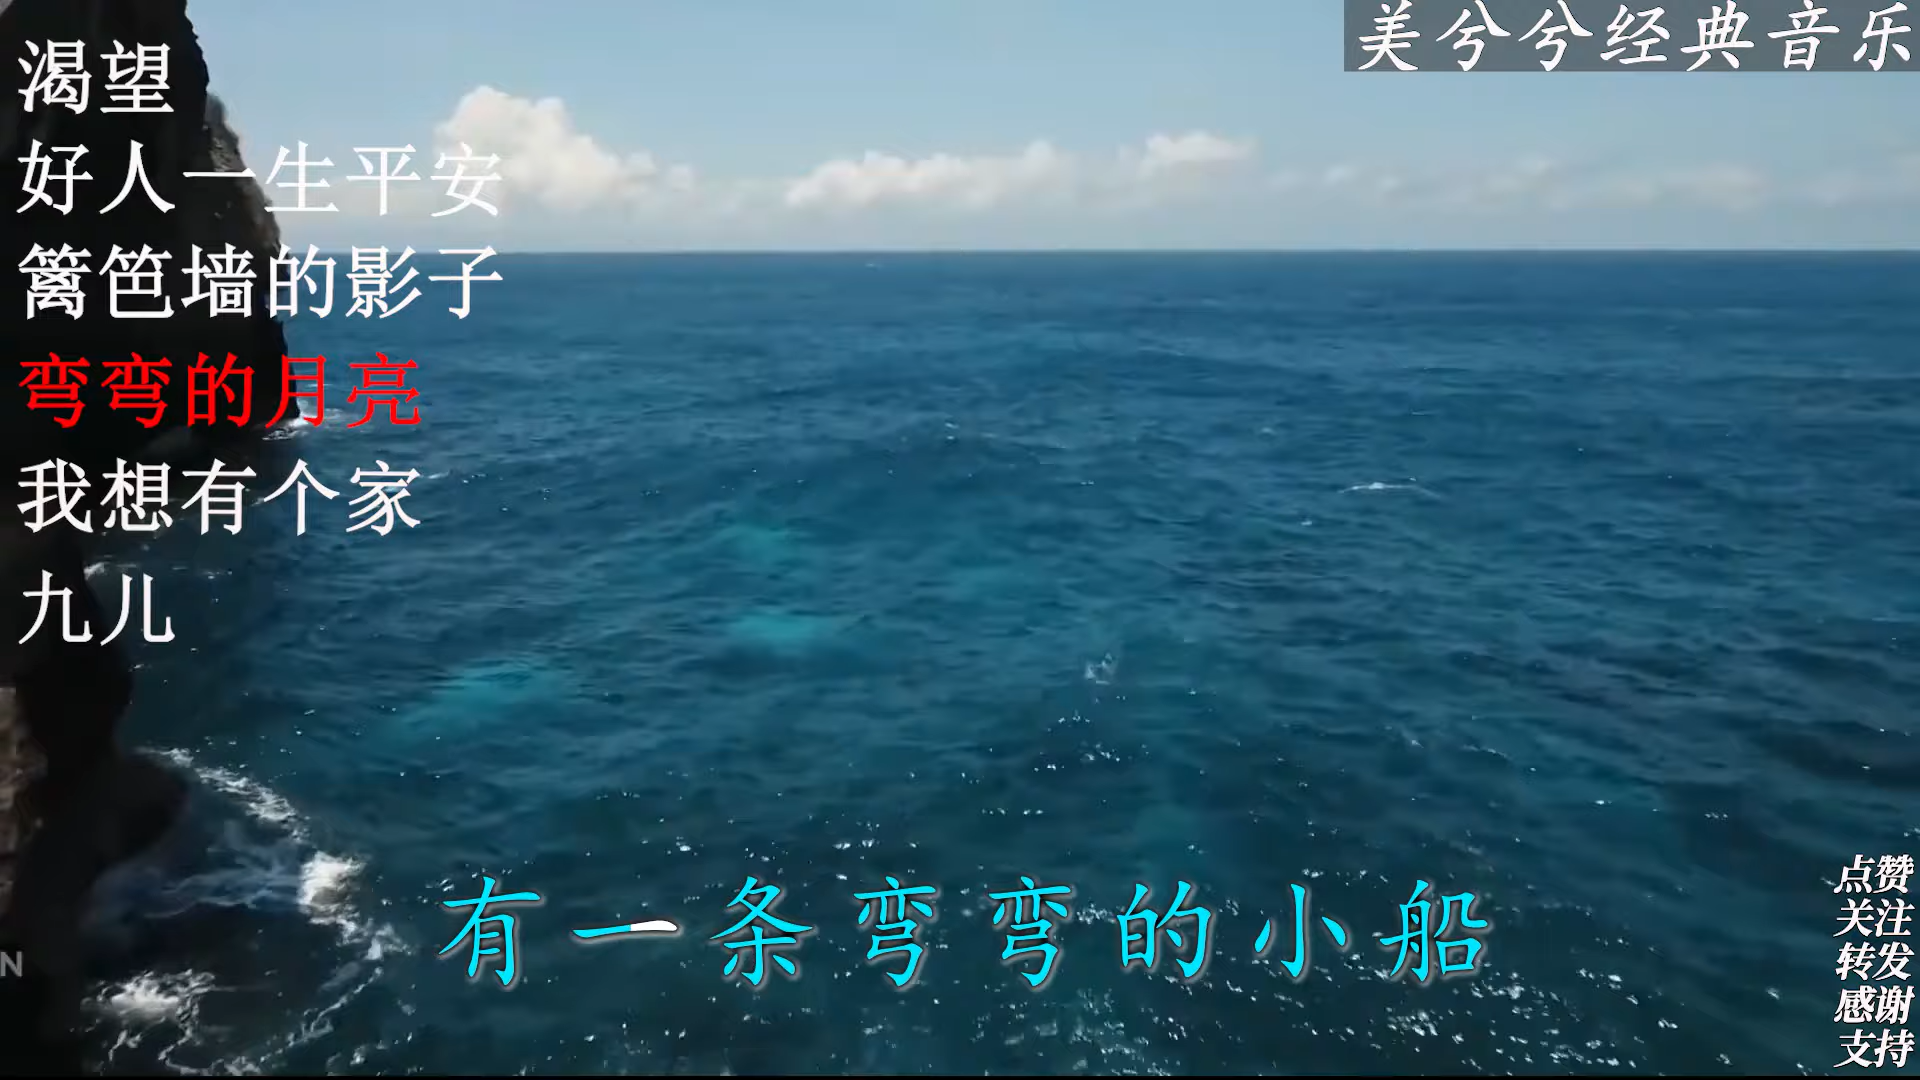 美兮兮经典音乐
渴望
好人一生平安
篱笆墙的影子
弯弯的月亮
我想有个家
九儿
有一条弯弯的小船
点赞
关注
转发
感谢
支持
N